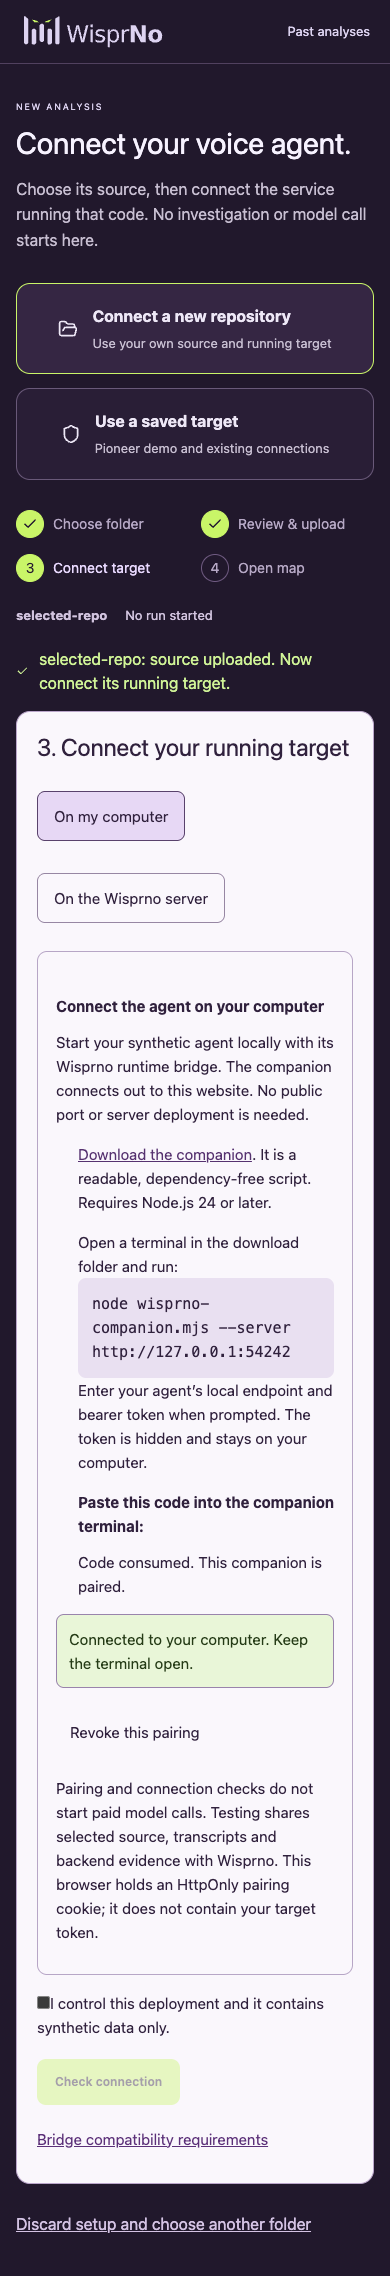 WisprNo
Past analyses
NEW ANALYSIS
Connect your voice agent.
Choose its source, then connect the service
running that code. No investigation or model call
starts here.
Connect a new repository
Use your own source and running target
Use a saved target
Pioneer demo and existing connections
Choose folder
Review & upload
3 Connect target
4 Open map
selected-repo No run started
selected-repo: source uploaded. Now
connect its running target.
3. Connect your running target
On my computer
On the Wisprno server
Connect the agent on your computer
Start your synthetic agent locally with its
Wisprno runtime bridge. The companion
connects out to this website. No public
port or server deployment is needed.
Download the companion. It is a
readable, dependency-free script.
Requires Node.js 24 or later.
Open a terminal in the download
folder and run:
node wisprno-
companion.mjs --server
http://127.0.0.1:54242
Enter your agent’s local endpoint and
bearer token when prompted. The
token is hidden and stays on your
computer.
Paste this code into the companion
terminal:
Code consumed. This companion is
paired.
Connected to your computer. Keep
the terminal open.
Revoke this pairing
Pairing and connection checks do not
start paid model calls. Testing shares
selected source, transcripts and
backend evidence with Wisprno. This
browser holds an HttpOnly pairing
cookie; it does not contain your target
token.
I control this deployment and it contains
synthetic data only.
Check connection
Bridge compatibility requirements
Discard setup and choose another folder